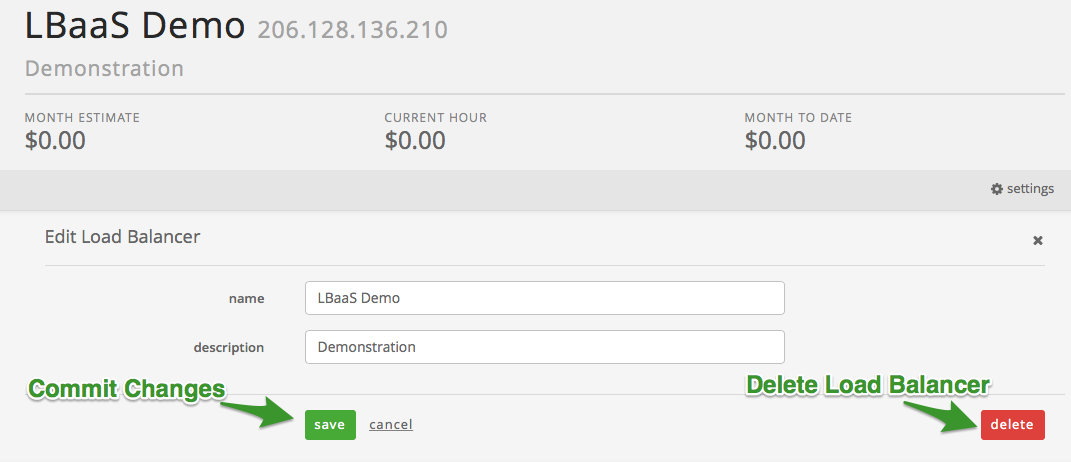 LBaaS Demo 206.128.136.210
Demonstration
MONTH ESTIMATE CURRENT HOUR MONTH TO DATE
$0.00 $0.00 $0.00
settings
Edit Load Balancer
name LBaaS Demo
description Demonstration
Commit Changes Delete Load Balancer
save cancel delete